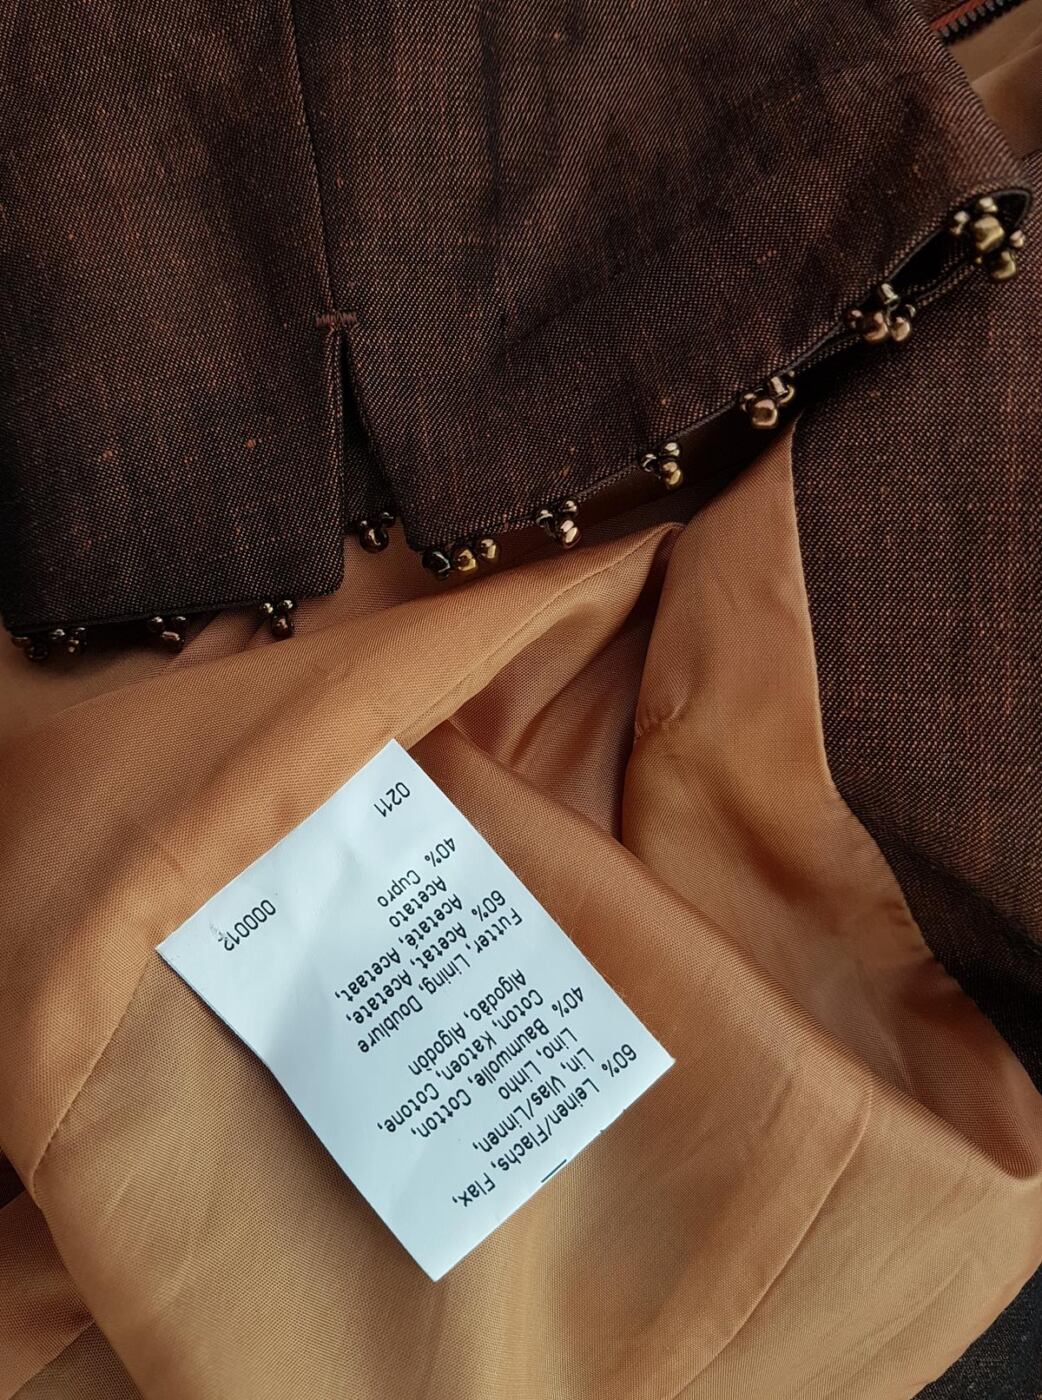 60% Leinen/Flachs, Flax,
Lin, Vlas/Linnen,
Lino, Linho
40% Baumwolle, Cotton,
Coton, Katoen, Cotone,
Algodão, Algodón
Futter, Lining, Doublure
60% Acetat, Acetate,
Acetaté, Acetaat,
Acetato
40% Cupro
0211
000012